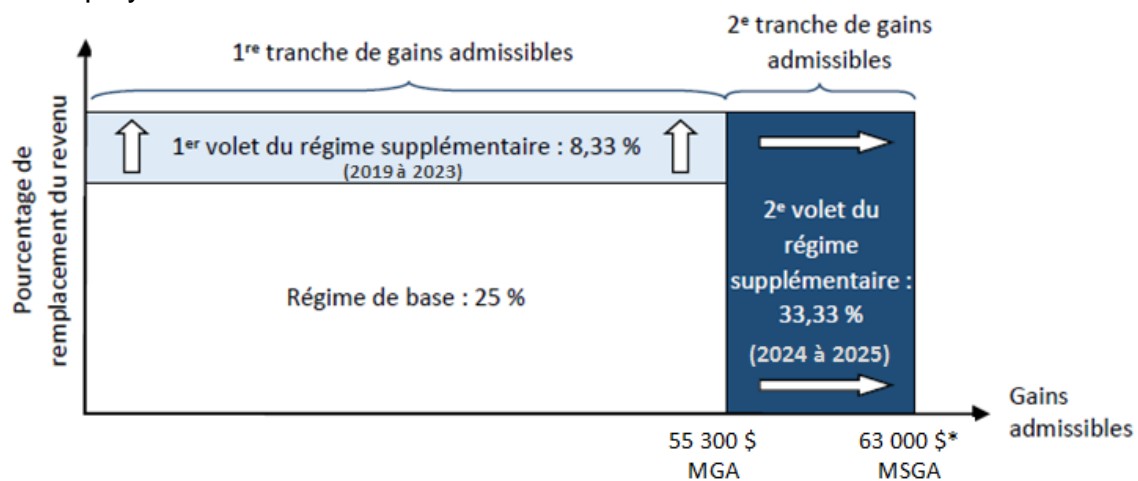 2e tranche de gains
admissibles
1re tranche de gains admissibles
Pourcentage de
remplacement du revenu
1er volet du régime supplémentaire : 8,33 %
(2019 à 2023)
2e volet du
régime
supplémentaire :
33,33 %
(2024 à 2025)
Régime de base : 25 %
Gains
admissibles
55 300 $
MGA
63 000 $*
MSGA